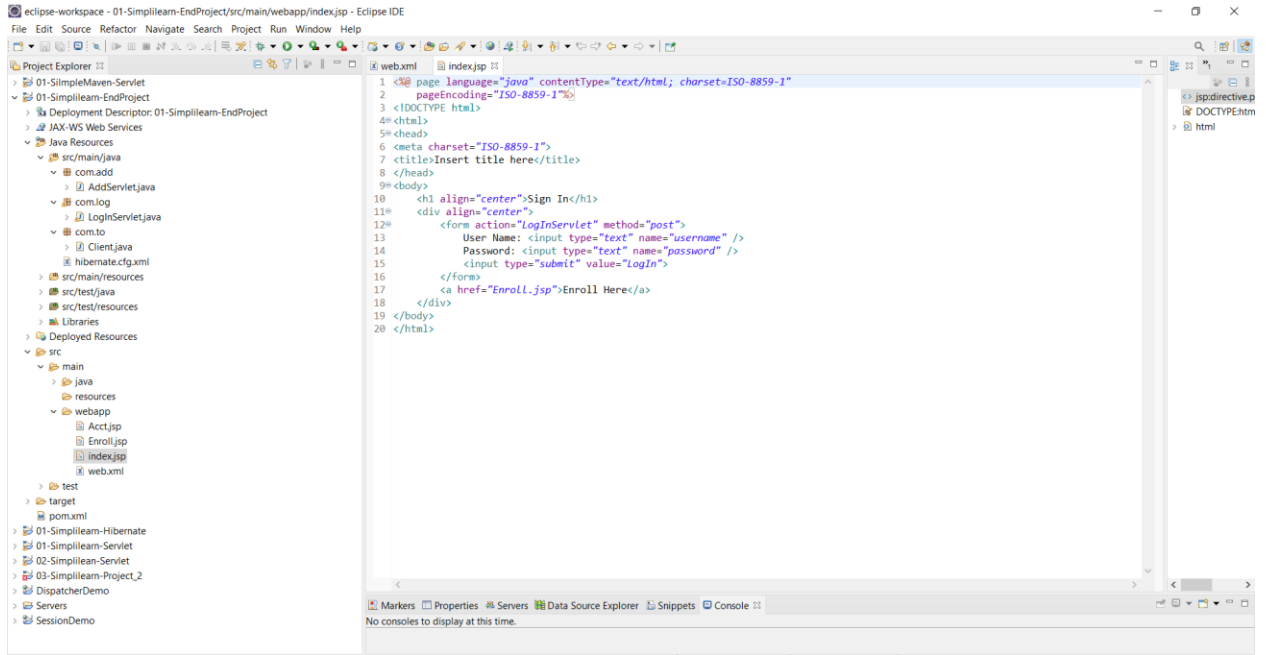 eclipse-workspace - 01-Simplilearn-EndProject/src/main/webapp/index.jsp - Eclipse IDE
File Edit Source Refactor Navigate Search Project Run Window Help
Project Explorer
01-SilmpleMaven-Servlet
01-Simplilearn-EndProject
Deployment Descriptor: 01-Simplilearn-EndProject
JAX-WS Web Services
Java Resources
src/main/java
com.add
AddServlet.java
com.log
LogInServlet.java
com.to
Client.java
hibernate.cfg.xml
src/main/resources
src/test/java
src/test/resources
Libraries
Deployed Resources
src
main
java
resources
webapp
Acct.jsp
Enroll.jsp
index.jsp
web.xml
test
target
pom.xml
01-Simplilearn-Hibernate
01-Simplilearn-Servlet
02-Simplilean-Servlet
03-Simplilearn-Project_2
DispatcherDemo
Servers
SessionDemo
web.xml index.jsp
1 <%@ page language="java" contentType="text/html; charset=ISO-8859-1"
2     pageEncoding="ISO-8859-1"%>
3 <!DOCTYPE html>
4 <html>
5 <head>
6 <meta charset="ISO-8859-1">
7 <title>Insert title here</title>
8 </head>
9 <body>
10     <h1 align="center">Sign In</h1>
11     <div align="center">
12         <form action="LogInServlet" method="post">
13             User Name: <input type="text" name="username" />
14             Password: <input type="text" name="password" />
15             <input type="submit" value="LogIn">
16         </form>
17         <a href="Enroll.jsp">Enroll Here</a>
18     </div>
19 </body>
20 </html>
jsp:directive.p
DOCTYPE:htm
html
Markers Properties Servers Data Source Explorer Snippets Console
No consoles to display at this time.